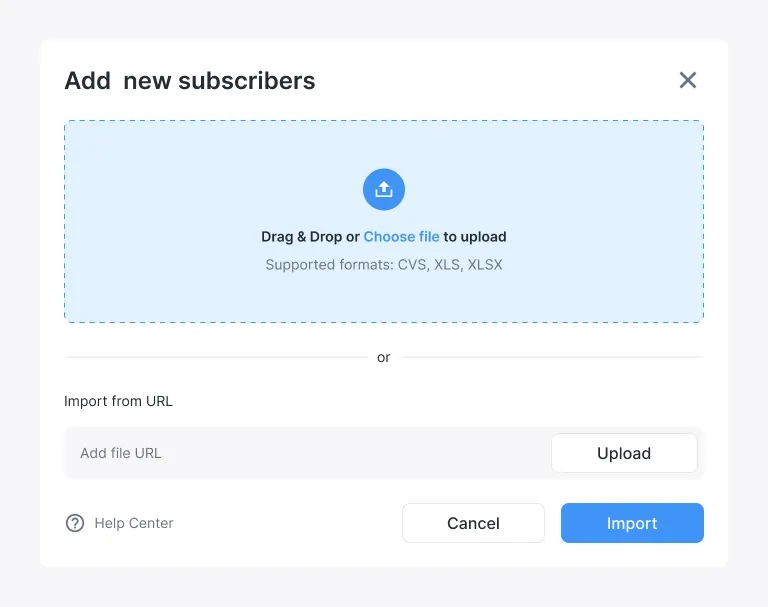 Add new subscribers
Drag & Drop or Choose file to upload
Supported formats: CVS, XLS, XLSX
or
Import from URL
Add file URL
Upload
Help Center
Cancel
Import